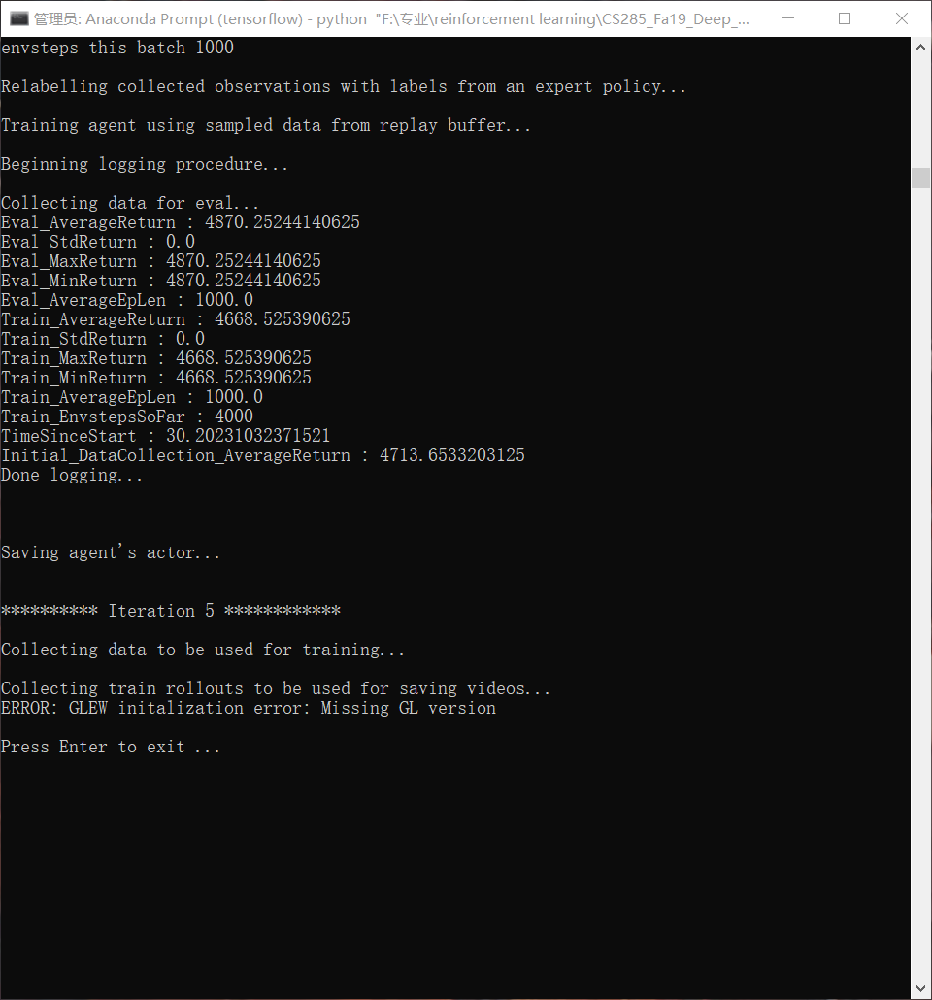 管理员: Anaconda Prompt (tensorflow) - python "F:\专业\reinforcement learning\CS285_Fa19_Deep_...
envsteps this batch 1000
Relabelling collected observations with labels from an expert policy...
Training agent using sampled data from replay buffer...
Beginning logging procedure...
Collecting data for eval...
Eval_AverageReturn : 4870.25244140625
Eval_StdReturn : 0.0
Eval_MaxReturn : 4870.25244140625
Eval_MinReturn : 4870.25244140625
Eval_AverageEpLen : 1000.0
Train_AverageReturn : 4668.525390625
Train_StdReturn : 0.0
Train_MaxReturn : 4668.525390625
Train_MinReturn : 4668.525390625
Train_AverageEpLen : 1000.0
Train_EnvstepsSoFar : 4000
TimeSinceStart : 30.20231032371521
Initial_DataCollection_AverageReturn : 4713.6533203125
Done logging...
Saving agent's actor...
********** Iteration 5 ************
Collecting data to be used for training...
Collecting train rollouts to be used for saving videos...
ERROR: GLEW initalization error: Missing GL version
Press Enter to exit ...